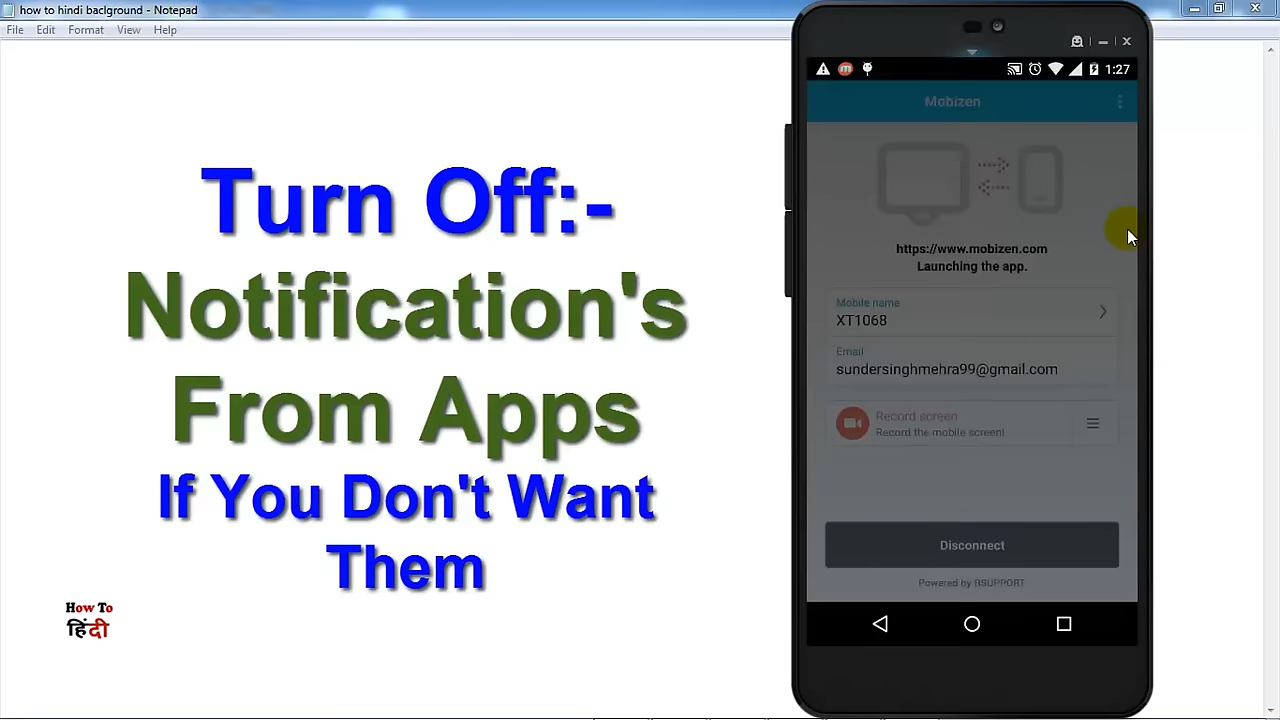 how to hindi baclground - Notepad
File Edit Format View Help
Turn Off:-
Notification's
From Apps
If You Don't Want
Them
How To
हिंदी
1:27
Mobizen
https://www.mobizen.com
Launching the app.
Mobile name
XT1068
Email
sundersinghmehra99@gmail.com
Record screen
Record the mobile screen!
Disconnect
Powered by RSUPPORT